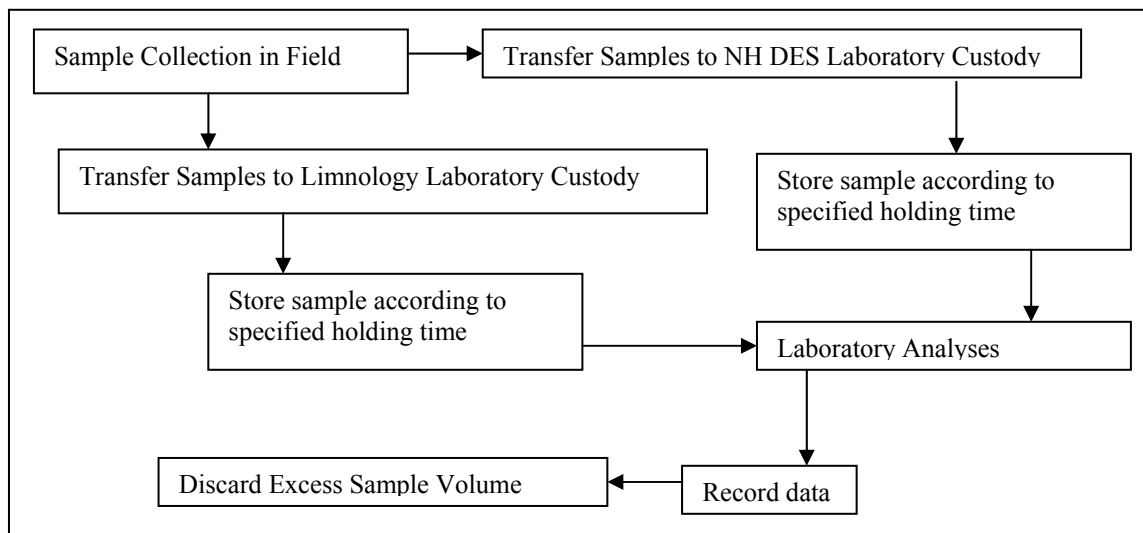 Sample Collection in Field
Transfer Samples to NH DES Laboratory Custody
Transfer Samples to Limnology Laboratory Custody
Store sample according to
specified holding time
Store sample according to
specified holding time
Laboratory Analyses
Record data
Discard Excess Sample Volume